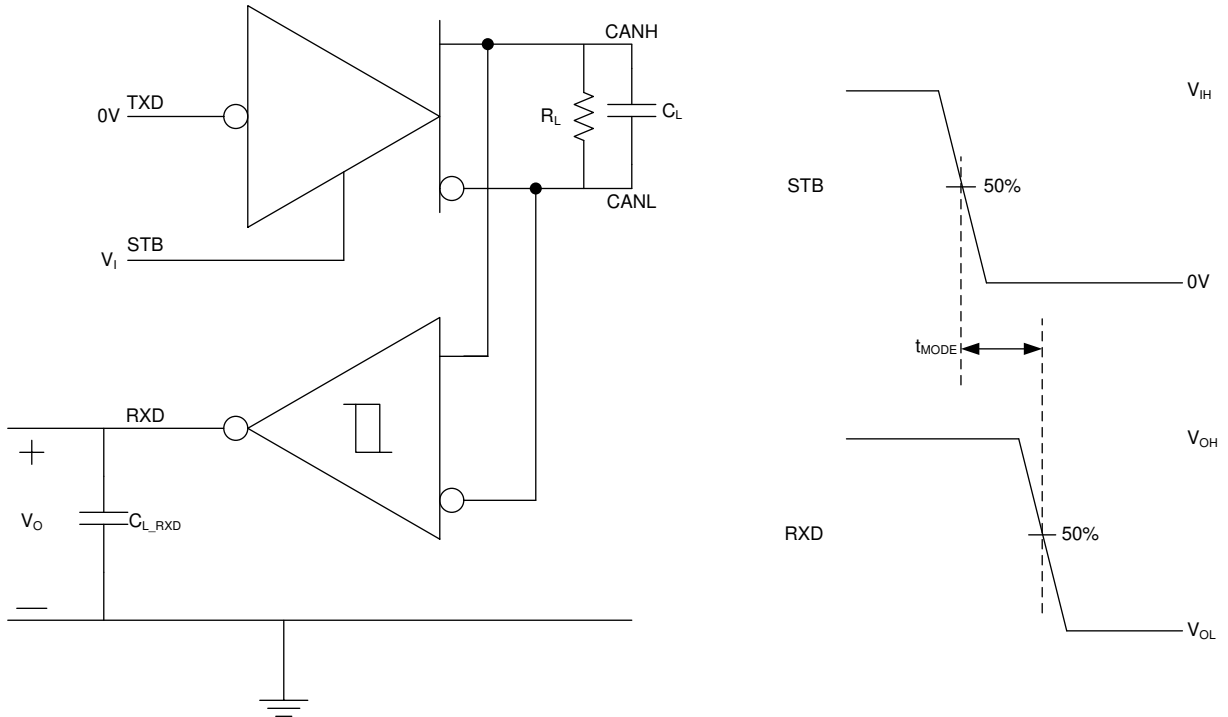 CANH
TXD
0V
R_L
C_L
CANL
STB
V_I
RXD
+
V_O
C_L_RXD
—
V_IH
STB
50%
0V
t_MODE
V_OH
RXD
50%
V_OL